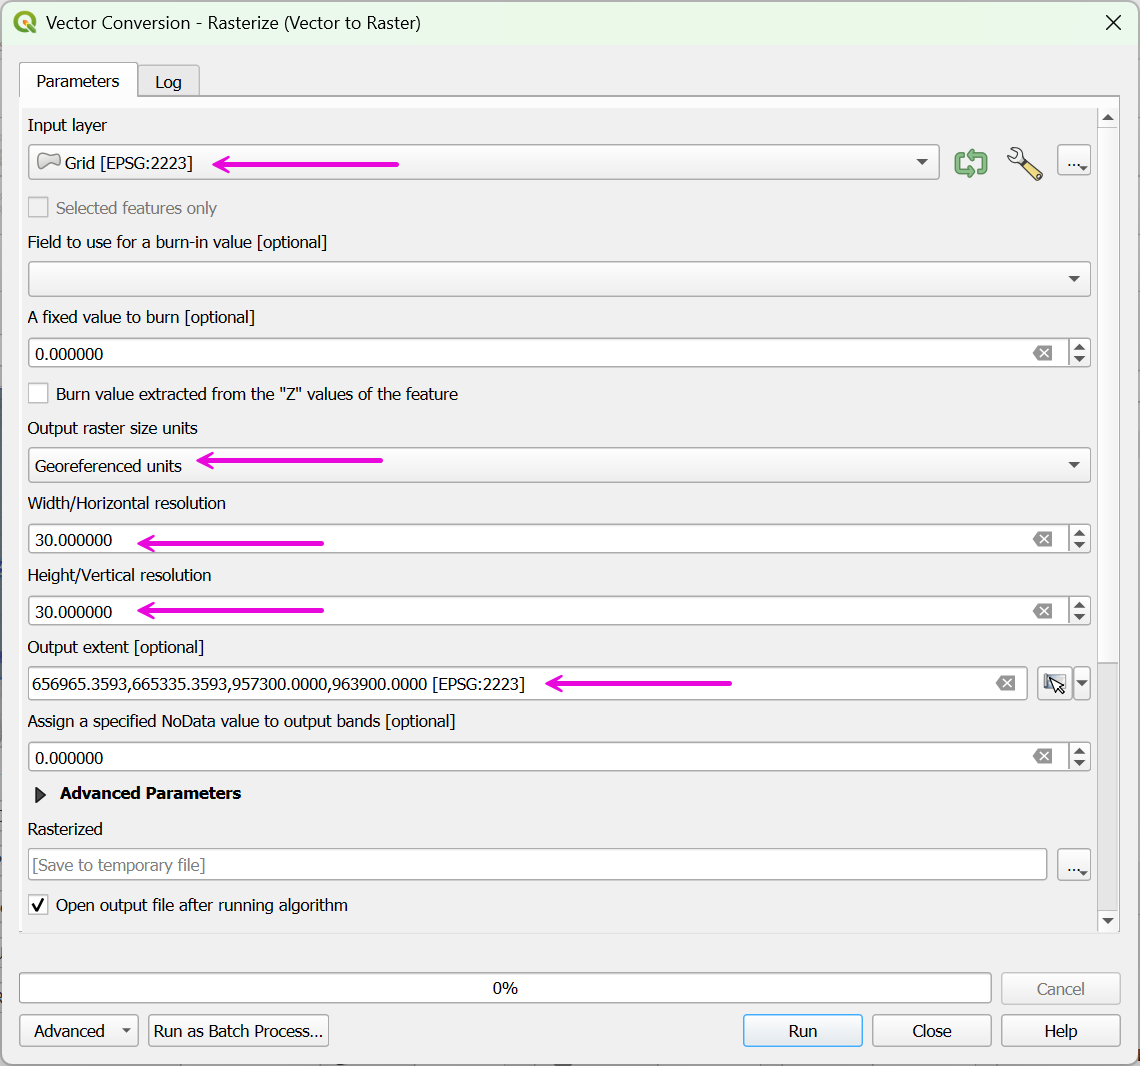 Vector Conversion - Rasterize (Vector to Raster)
Parameters
Log
Input layer
Grid [EPSG:2223]
...
Selected features only
Field to use for a burn-in value [optional]
A fixed value to burn [optional]
0.000000
Burn value extracted from the "Z" values of the feature
Output raster size units
Georeferenced units
Width/Horizontal resolution
30.000000
Height/Vertical resolution
30.000000
Output extent [optional]
656965.3593,665335.3593,957300.0000,963900.0000 [EPSG:2223]
Assign a specified NoData value to output bands [optional]
0.000000
Advanced Parameters
Rasterized
[Save to temporary file]
...
Open output file after running algorithm
0%
Cancel
Advanced
Run as Batch Process...
Run
Close
Help